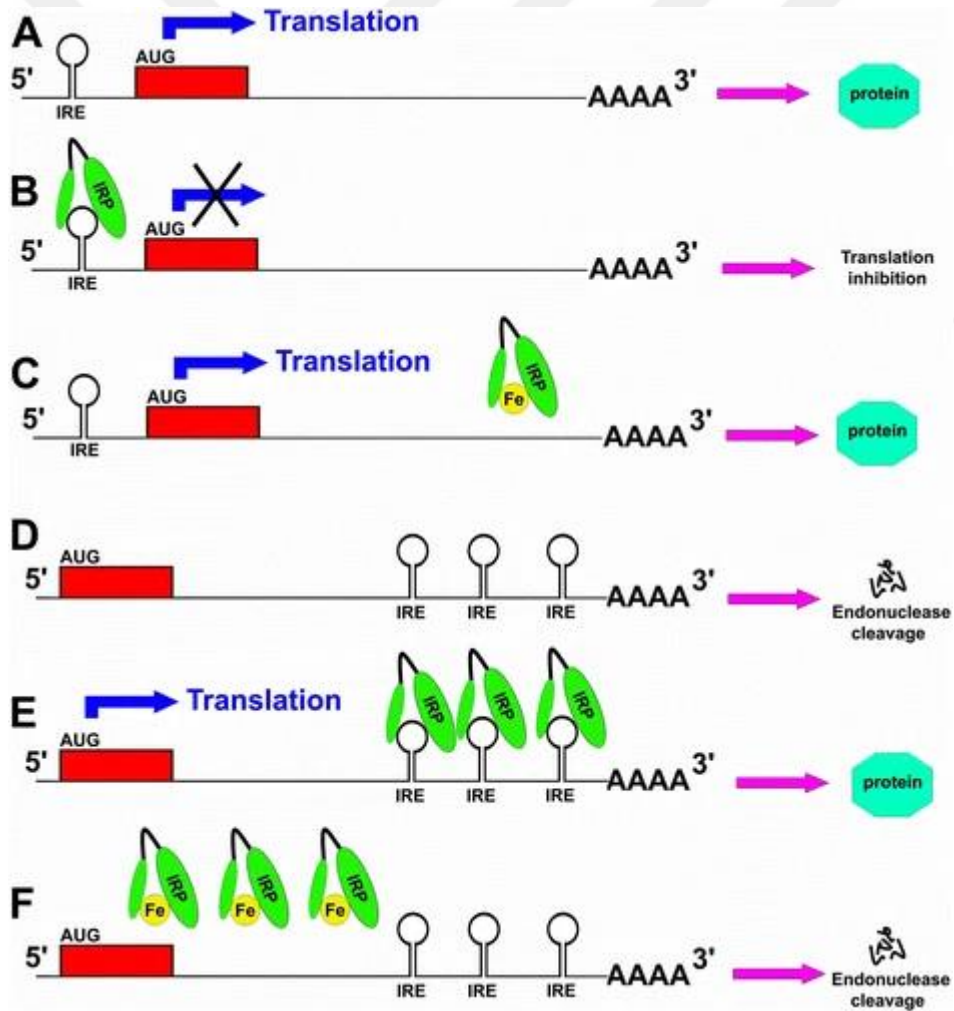 A
Translation
AUG
5'
IRE
AAAA 3'
protein
B
IRP
AUG
5'
IRE
AAAA 3'
Translation
inhibition
C
Translation
IRP
Fe
AUG
5'
IRE
AAAA 3'
protein
D
AUG
5'
IRE IRE IRE
AAAA 3'
Endonuclease
cleavage
E
Translation
IRP IRP IRP
AUG
5'
IRE IRE IRE
AAAA 3'
protein
F
IRP IRP IRP
Fe Fe Fe
AUG
5'
IRE IRE IRE
AAAA 3'
Endonuclease
cleavage